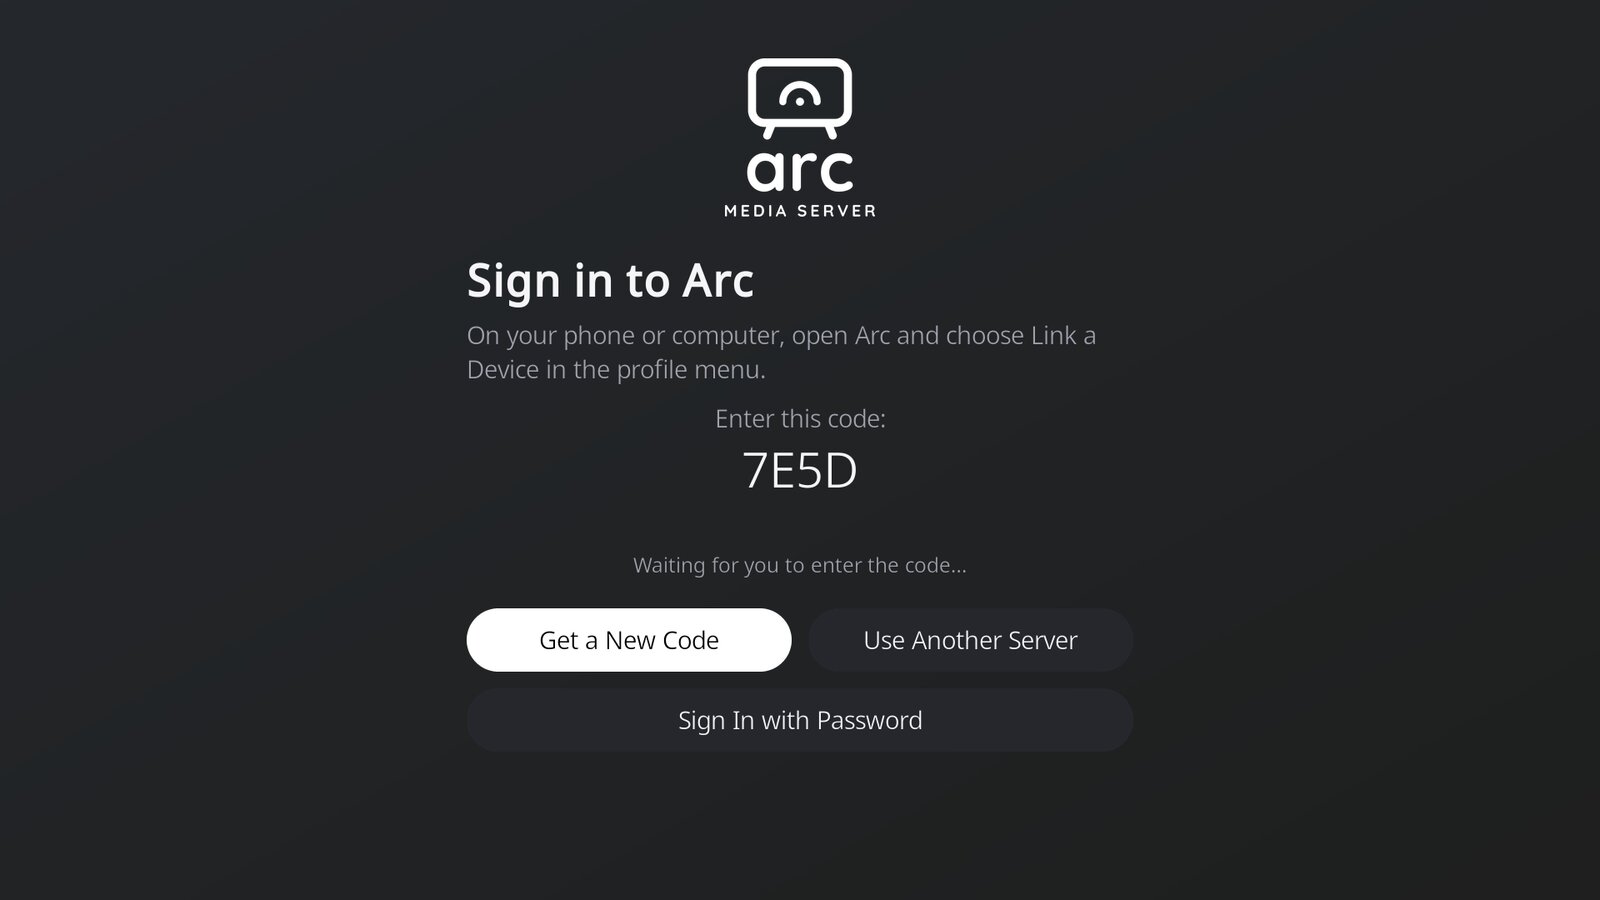 arc
MEDIA SERVER
Sign in to Arc
On your phone or computer, open Arc and choose Link a
Device in the profile menu.
Enter this code:
7E5D
Waiting for you to enter the code...
Get a New Code
Use Another Server
Sign In with Password